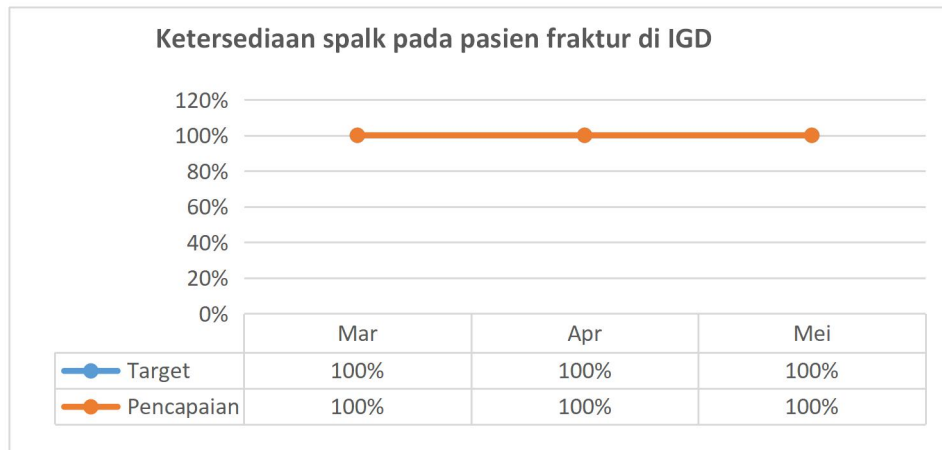 Ketersediaan spalk pada pasien fraktur di IGD
120%
100%
80%
60%
40%
20%
0%
Mar Apr Mei
Target 100% 100% 100%
Pencapaian 100% 100% 100%